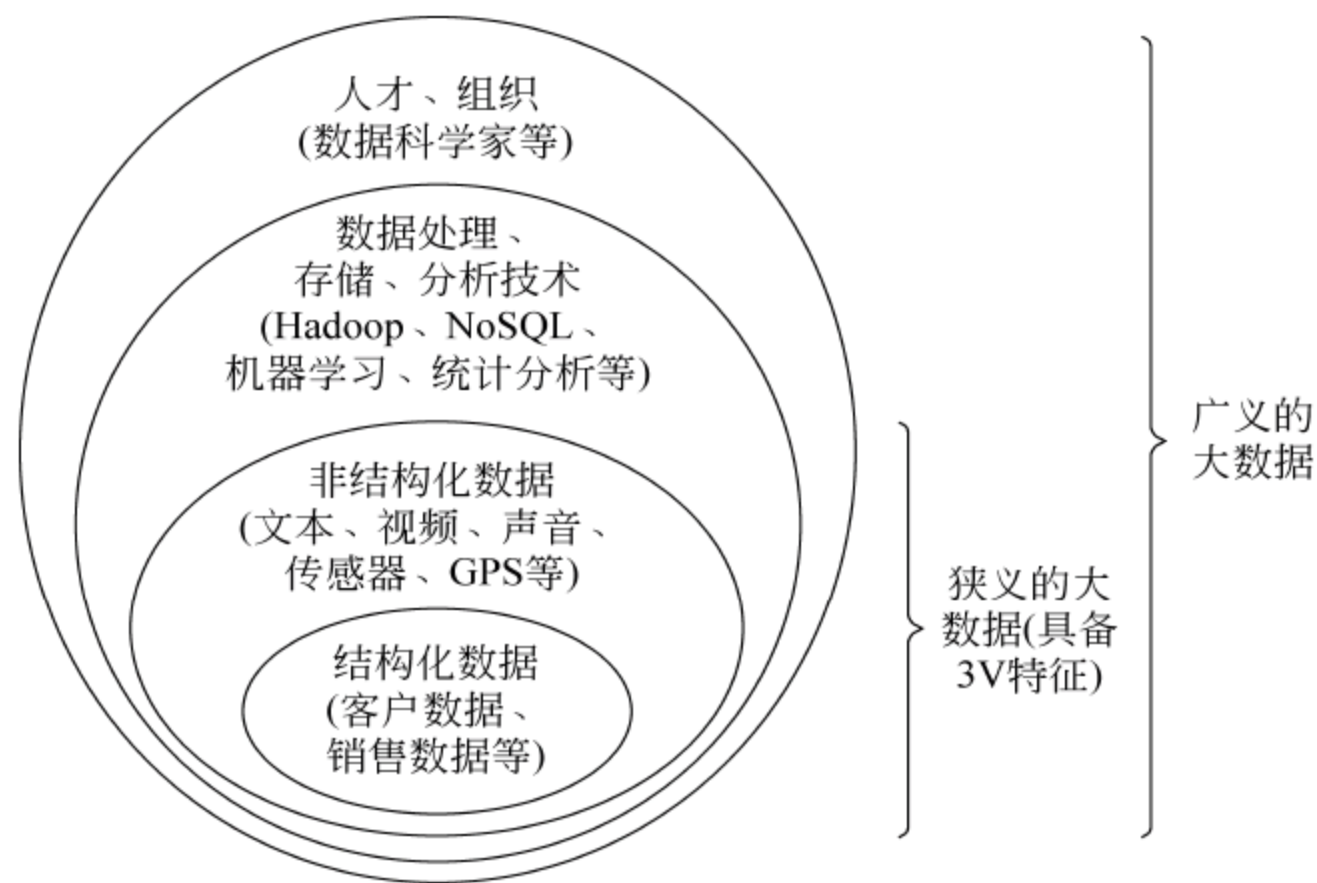 人才、组织
(数据科学家等)
数据处理、
存储、分析技术
(Hadoop、NoSQL、
机器学习、统计分析等)
非结构化数据
(文本、视频、声音、
传感器、GPS等)
结构化数据
(客户数据、
销售数据等)
狭义的大
数据(具备
3V特征)
广义的
大数据